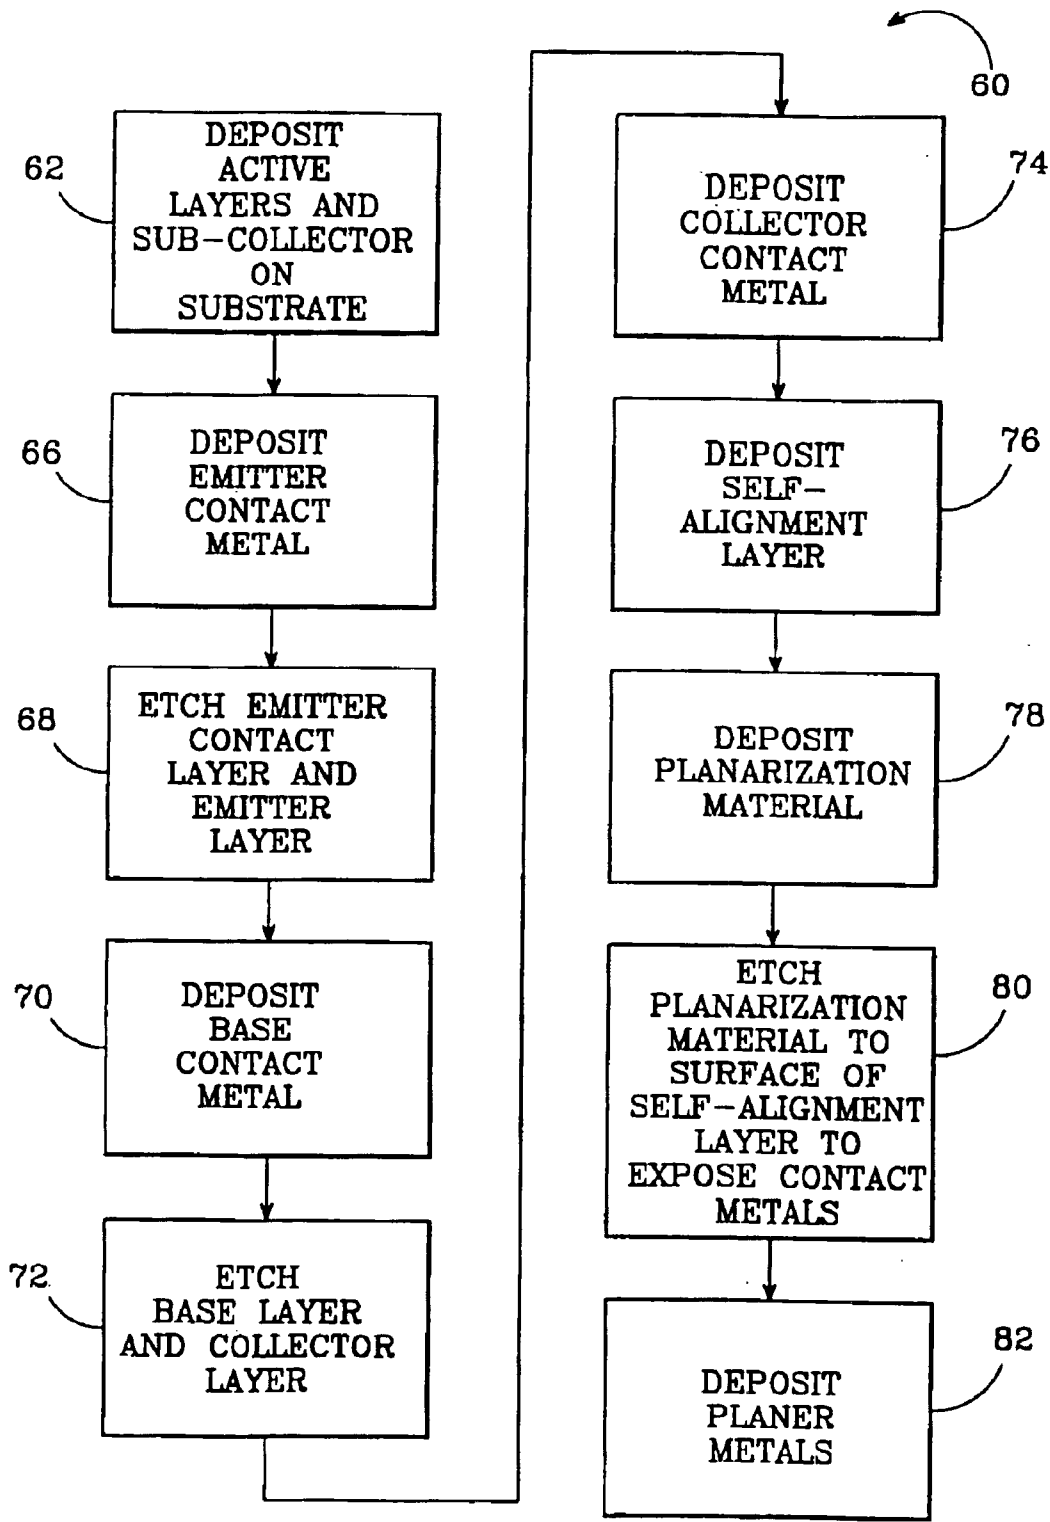 60
62
DEPOSIT
ACTIVE
LAYERS AND
SUB-COLLECTOR
ON
SUBSTRATE
66
DEPOSIT
EMITTER
CONTACT
METAL
68
ETCH EMITTER
CONTACT
LAYER AND
EMITTER
LAYER
70
DEPOSIT
BASE
CONTACT
METAL
72
ETCH
BASE LAYER
AND COLLECTOR
LAYER
74
DEPOSIT
COLLECTOR
CONTACT
METAL
76
DEPOSIT
SELF-
ALIGNMENT
LAYER
78
DEPOSIT
PLANARIZATION
MATERIAL
80
ETCH
PLANARIZATION
MATERIAL TO
SURFACE OF
SELF-ALIGNMENT
LAYER TO
EXPOSE CONTACT
METALS
82
DEPOSIT
PLANER
METALS